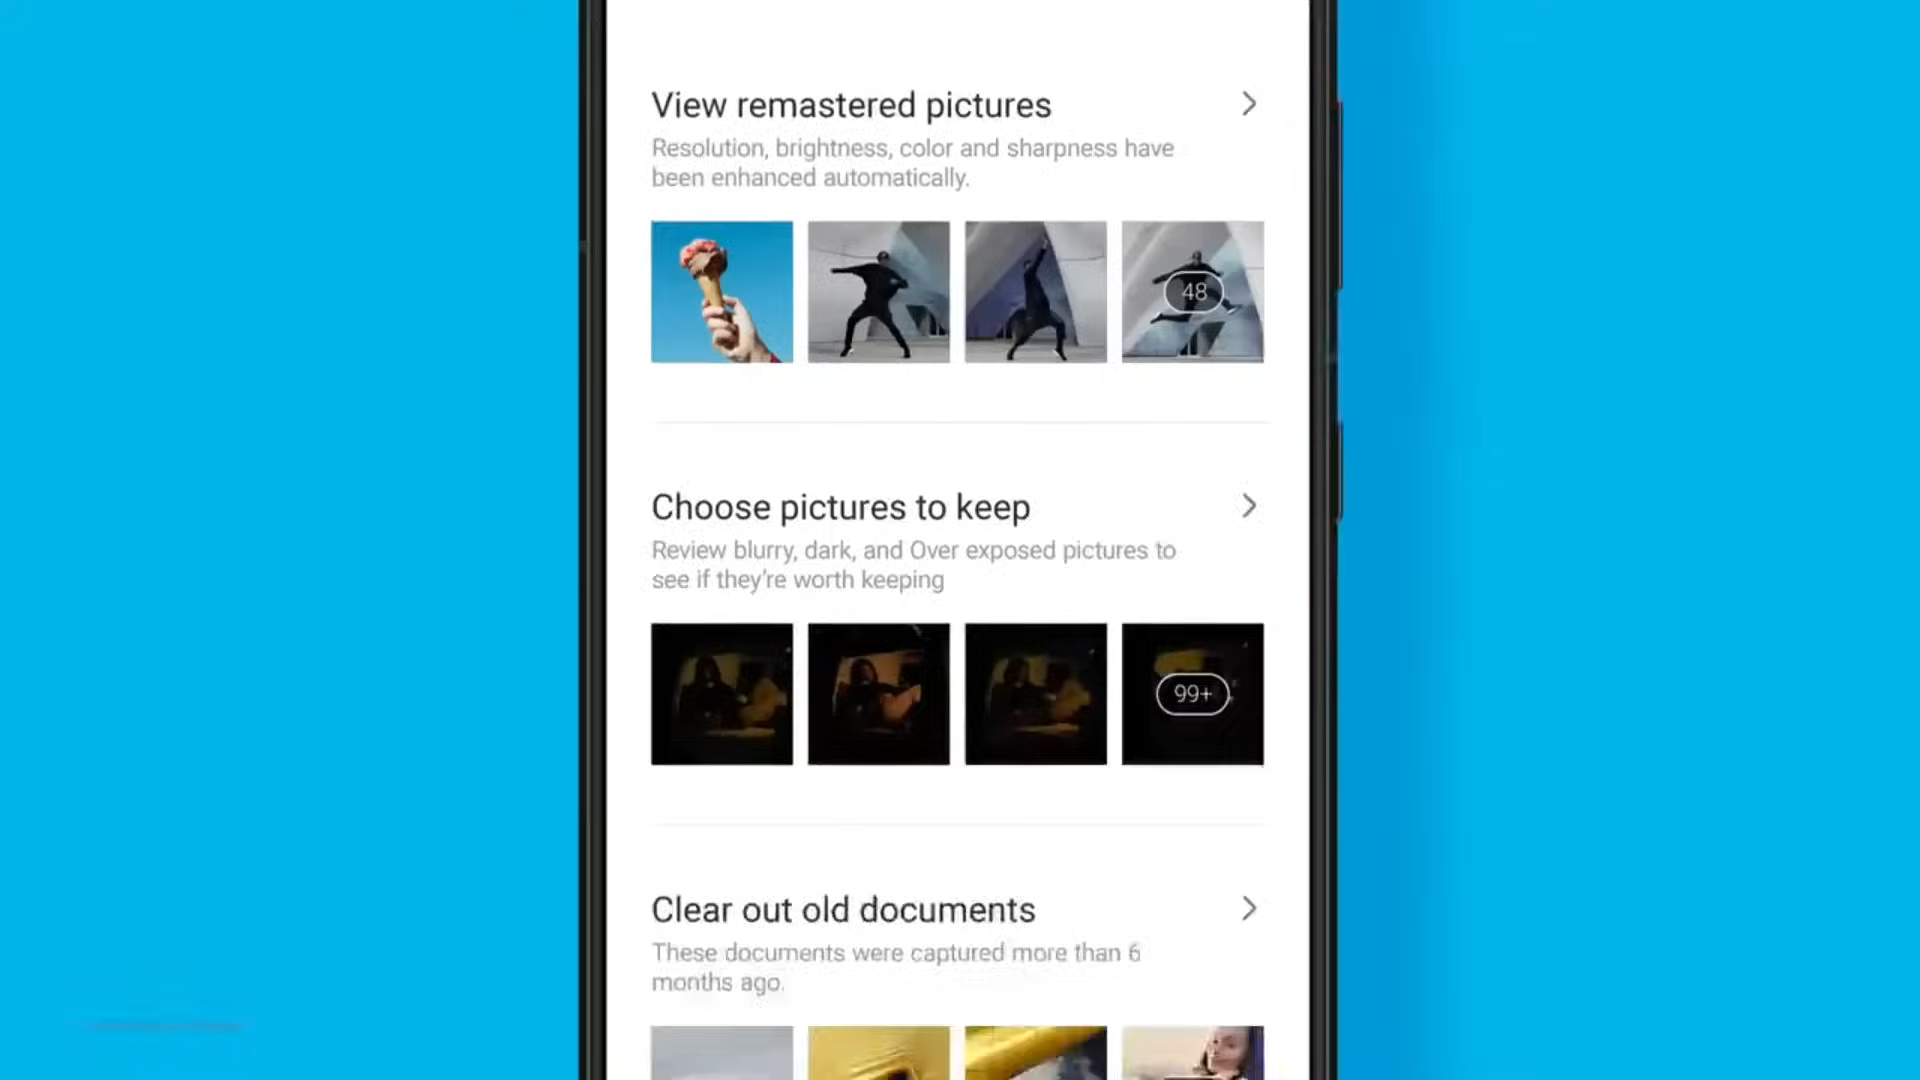 View remastered pictures
Resolution, brightness, color and sharpness have
been enhanced automatically.
48
Choose pictures to keep
Review blurry, dark, and Over exposed pictures to
see if they're worth keeping
99+
Clear out old documents
These documents were captured more than 6
months ago.